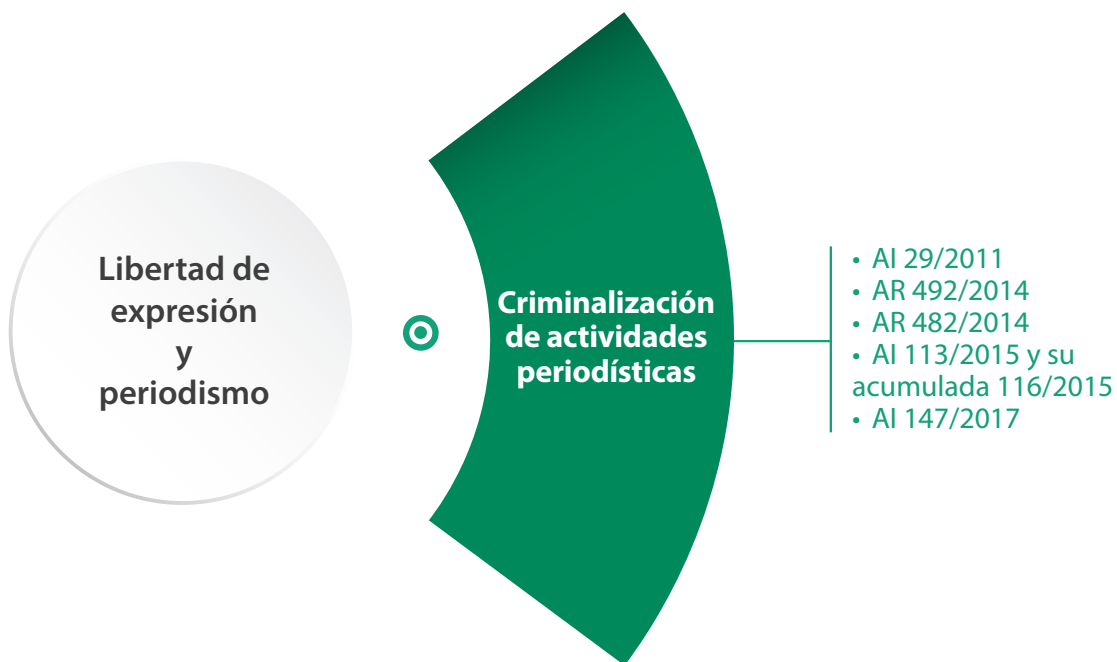 Libertad de
expresión
y
periodismo
Criminalización
de actividades
periodísticas
• AI 29/2011
• AR 492/2014
• AR 482/2014
• AI 113/2015 y su
acumulada 116/2015
• AI 147/2017